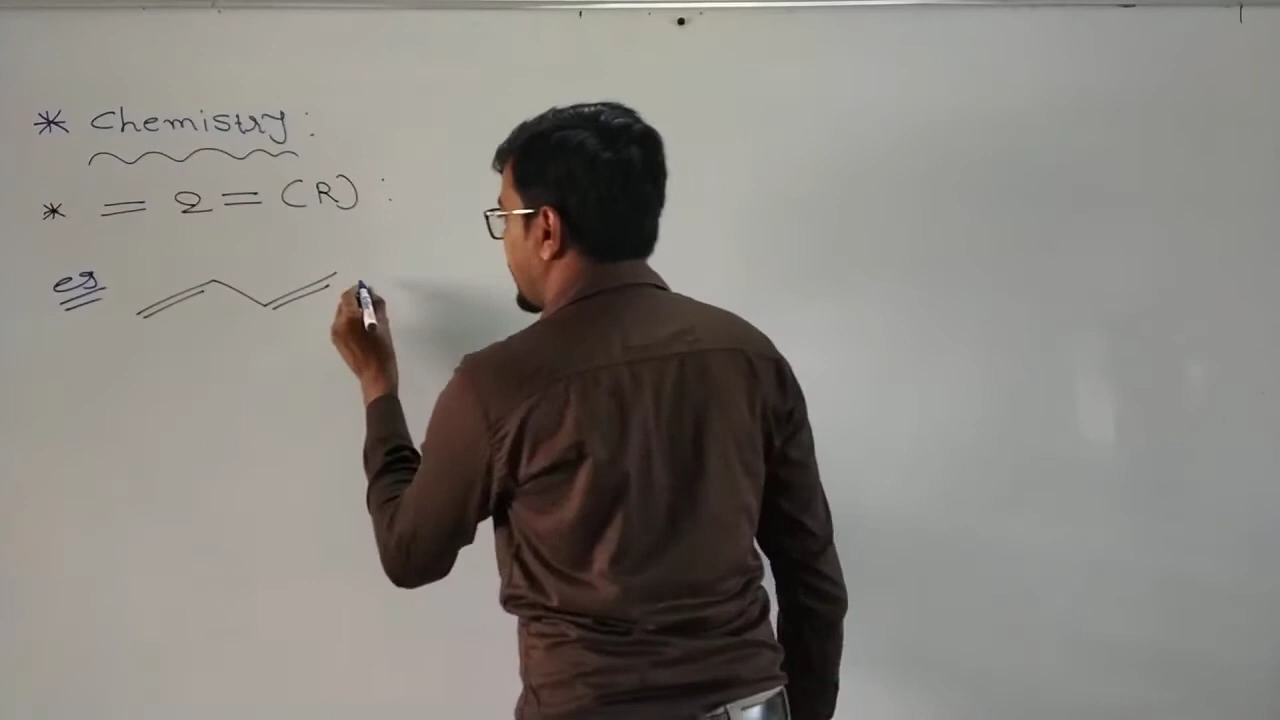 * Chemistry:
* = 2 = (R) :
eg